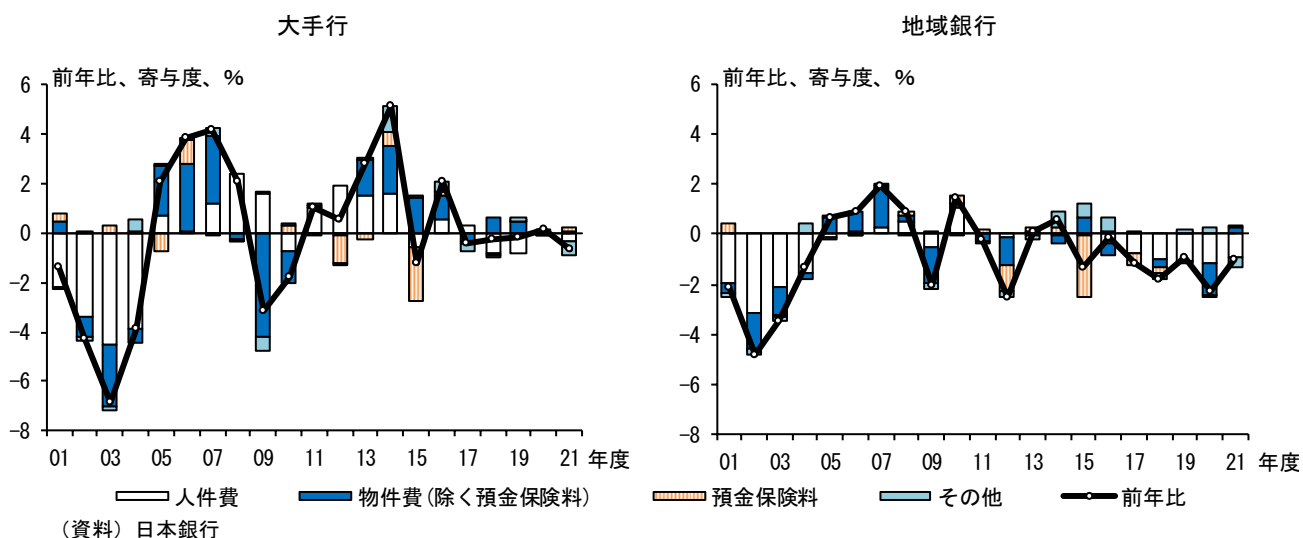 大手行
地域銀行
前年比、寄与度、%
前年比、寄与度、%
6
4
2
0
-2
-4
-6
-8
6
4
2
0
-2
-4
-6
-8
01 03 05 07 09 11 13 15 17 19 21 年度
01 03 05 07 09 11 13 15 17 19 21 年度
人件費 物件費(除く預金保険料) 預金保険料 その他 前年比
(資料)日本銀行